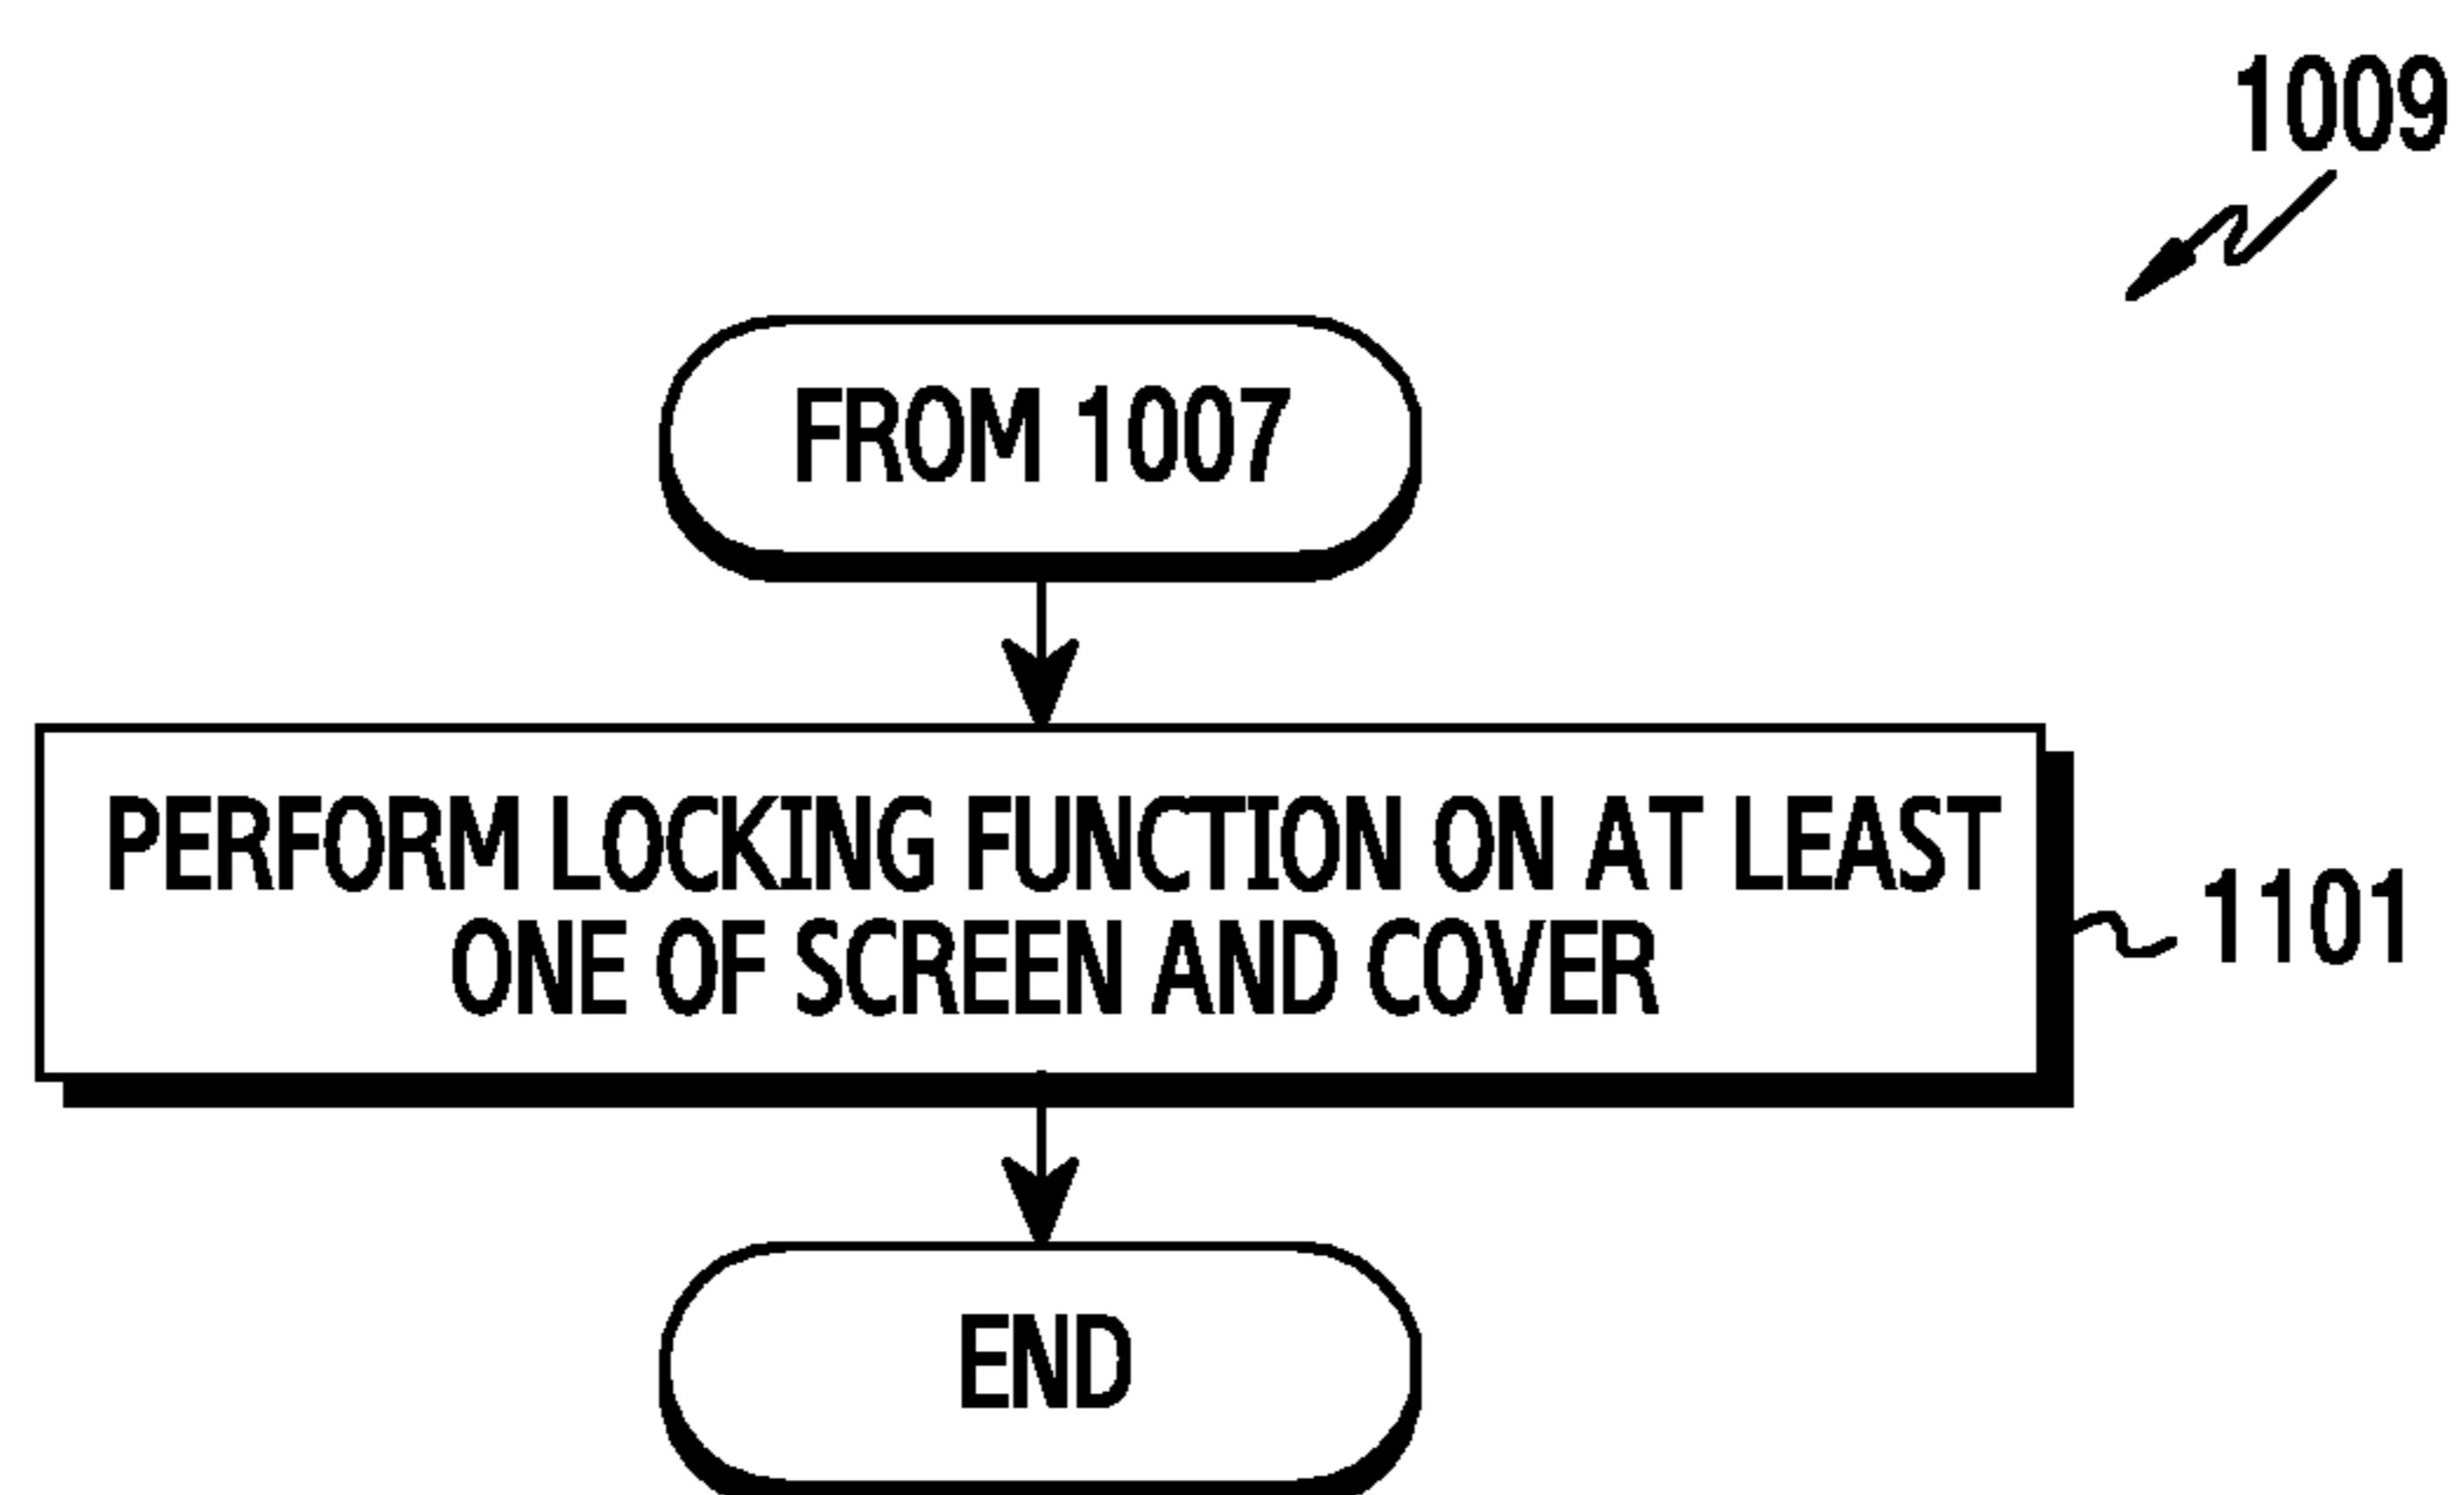 1009
FROM 1007
PERFORM LOCKING FUNCTION ON AT LEAST
ONE OF SCREEN AND COVER
1101
END